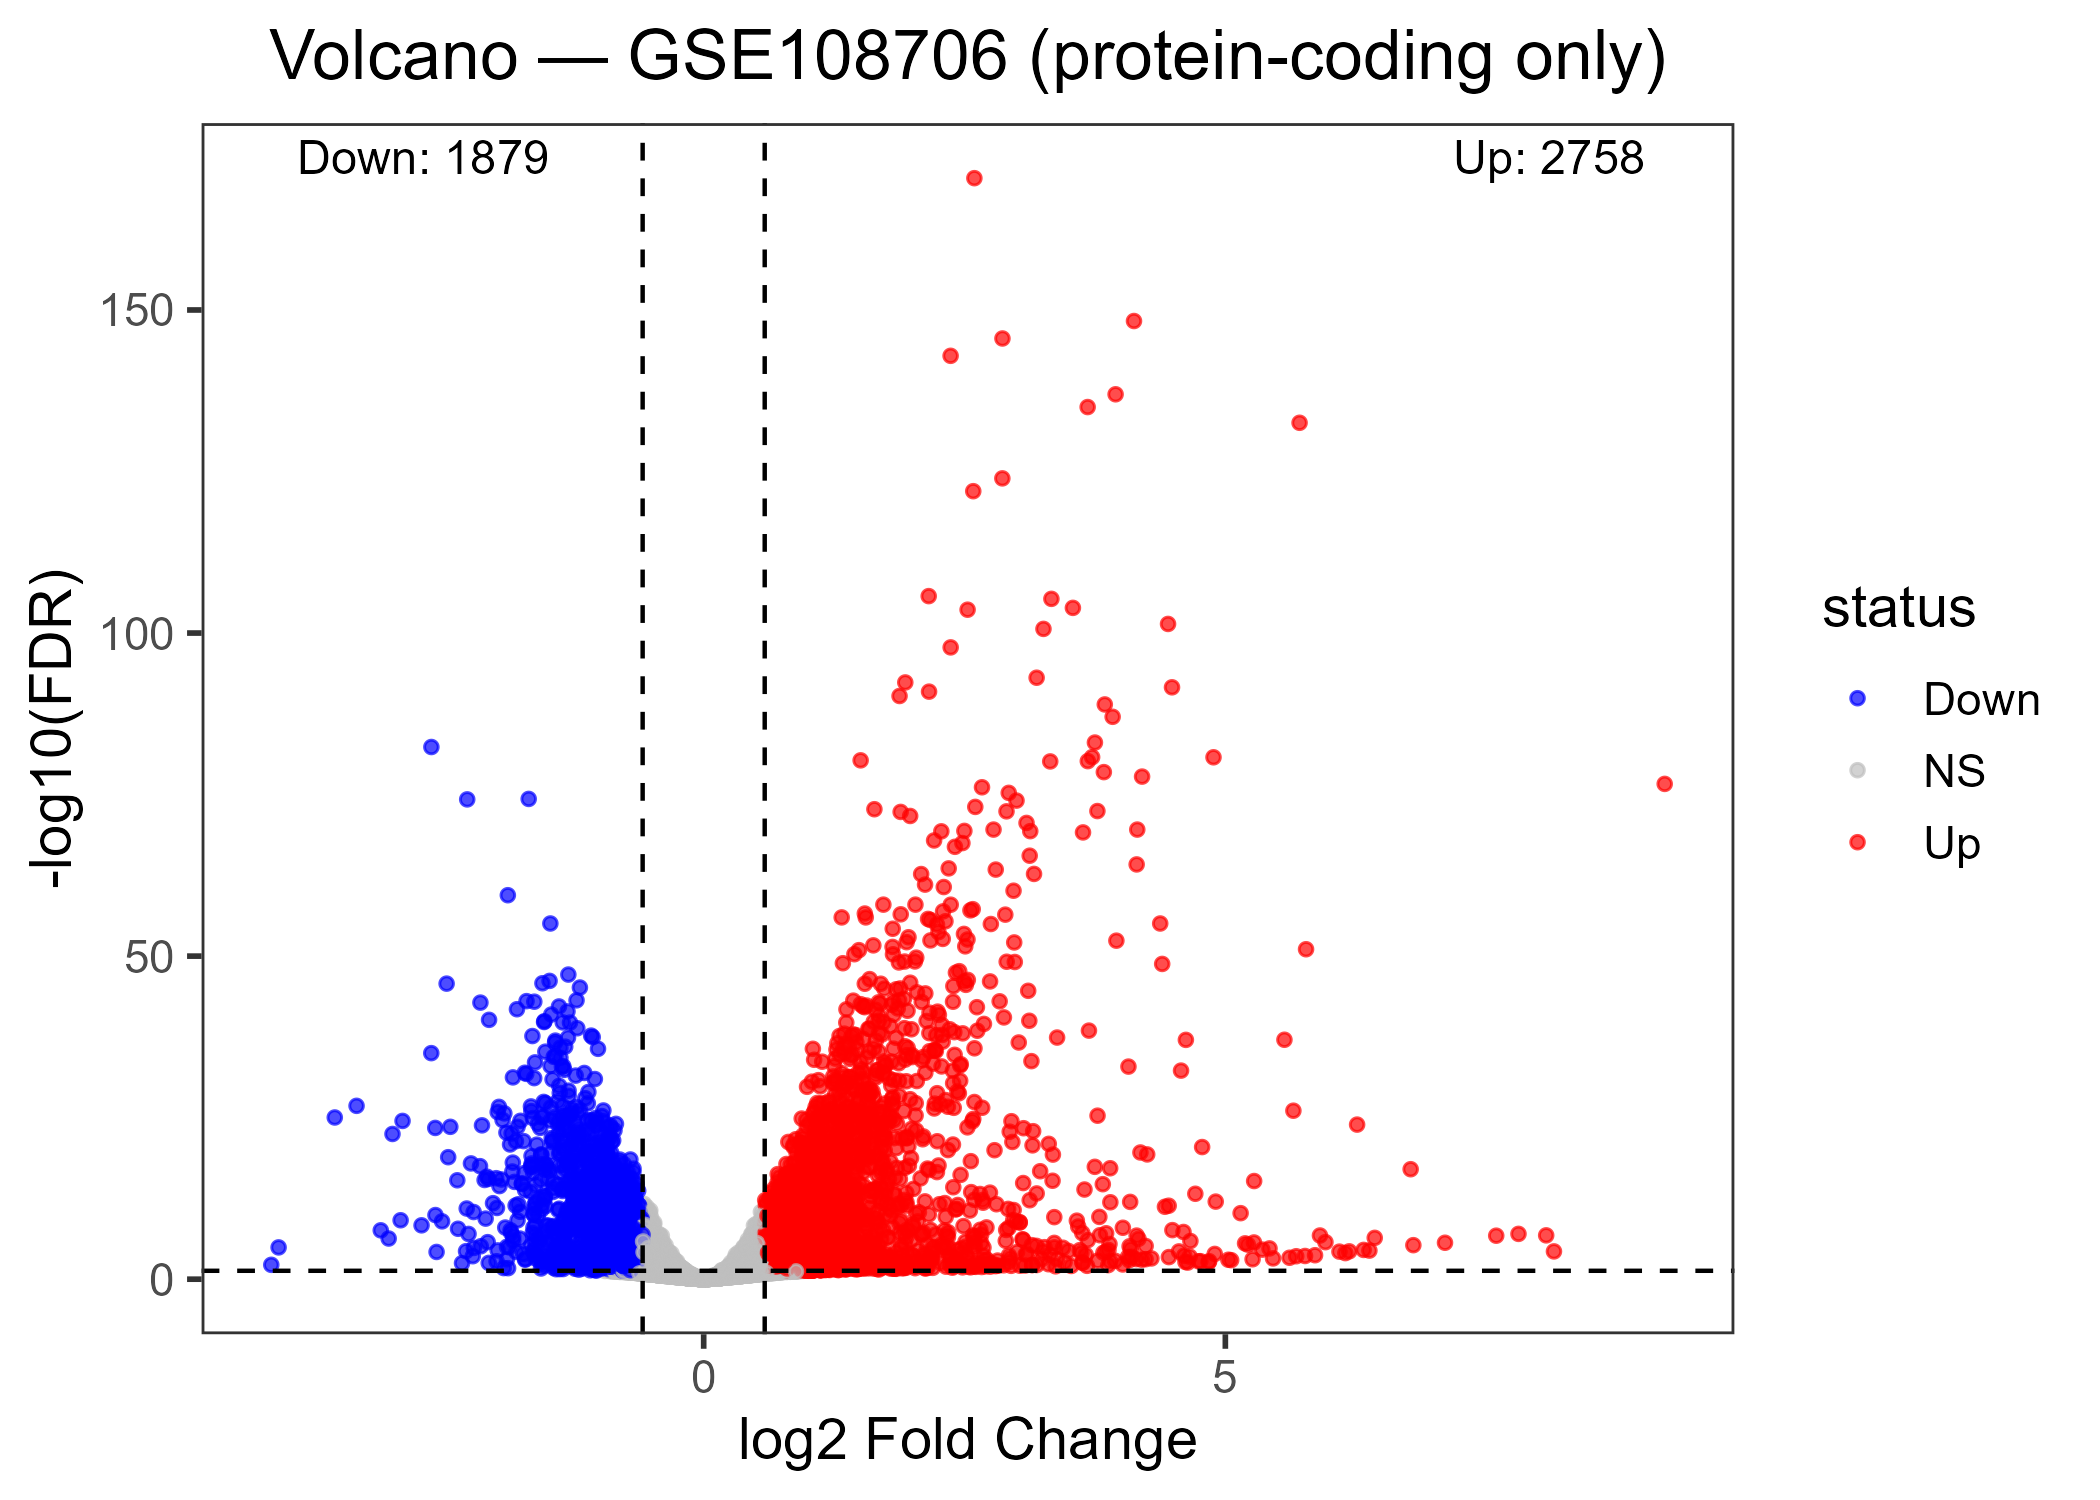 Volcano — GSE108706 (protein-coding only)
Down: 1879
Up: 2758
150
100
50
0
-log10(FDR)
0
5
log2 Fold Change
status
Down
NS
Up